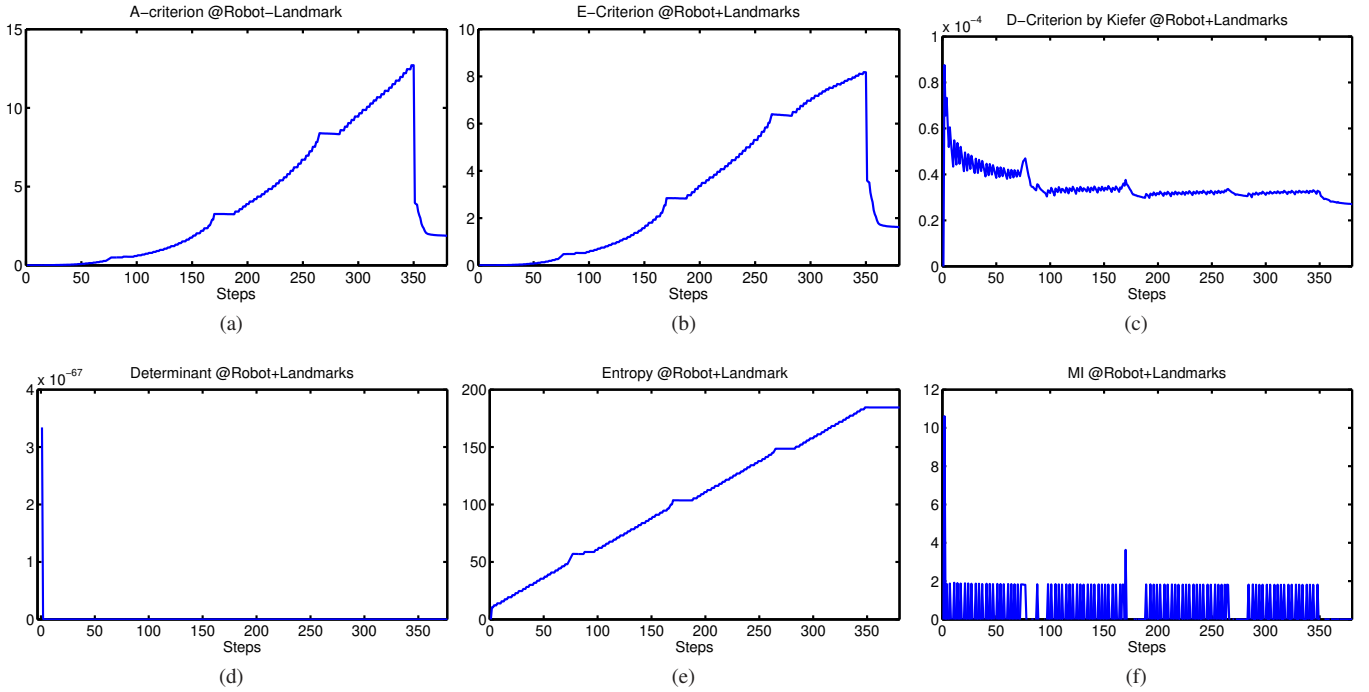 A−criterion @Robot−Landmark
15
10
5
0
0 50 100 150 200 250 300 350
Steps
(a)
E−Criterion @Robot+Landmarks
10
8
6
4
2
0
0 50 100 150 200 250 300 350
Steps
(b)
D−Criterion by Kiefer @Robot+Landmarks
x 10−4
1
0.8
0.6
0.4
0.2
0
0 50 100 150 200 250 300 350
Steps
(c)
Determinant @Robot+Landmarks
x 10−67
4
3
2
1
0
0 50 100 150 200 250 300 350
Steps
(d)
Entropy @Robot+Landmark
200
150
100
50
0
0 50 100 150 200 250 300 350
Steps
(e)
MI @Robot+Landmarks
12
10
8
6
4
2
0
0 50 100 150 200 250 300 350
Steps
(f)